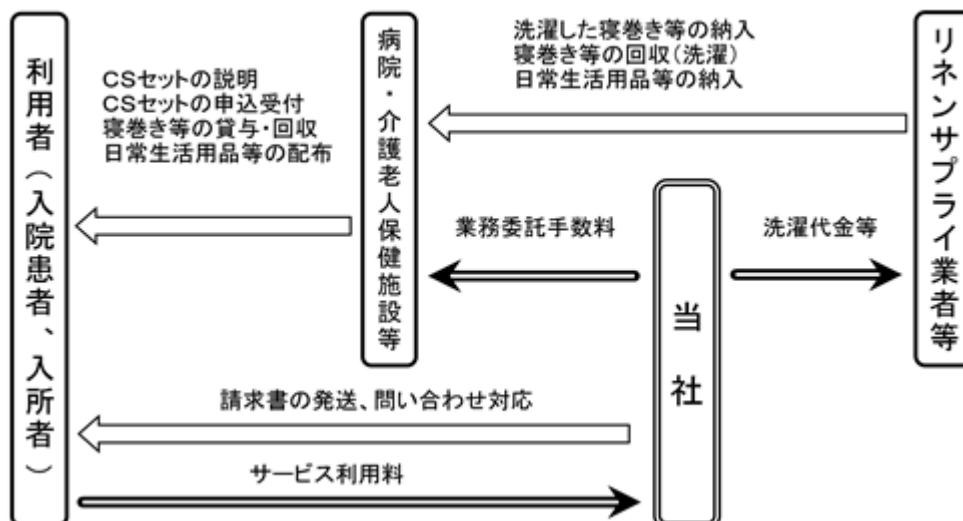 利用者（入院患者、入所者）
CSセットの説明
CSセットの申込受付
寝巻き等の貸与・回収
日常生活用品等の配布
病院・介護老人保健施設等
洗濯した寝巻き等の納入
寝巻き等の回収(洗濯)
日常生活用品等の納入
リネンサプライ業者等
業務委託手数料
洗濯代金等
当社
請求書の発送、問い合わせ対応
サービス利用料